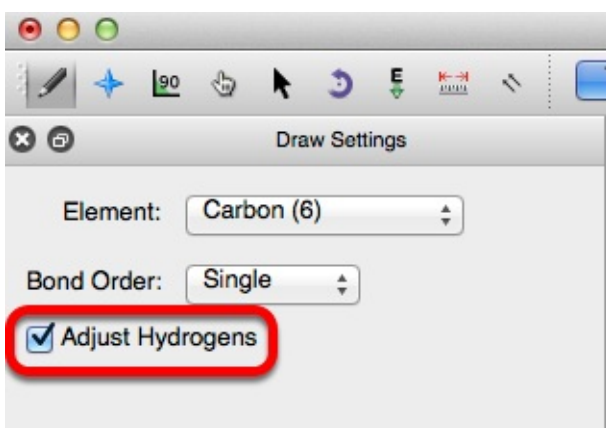 90
E
Draw Settings
Element: Carbon (6)
Bond Order: Single
Adjust Hydrogens